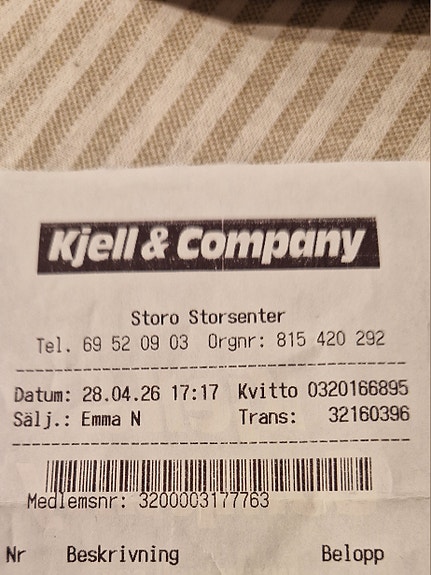 Kjell & Company
Storo Storsenter
Tel. 69 52 09 03 Orgnr: 815 420 292
Datum: 28.04.26 17:17 Kvitto 0320166895
Sälj.: Emma N Trans: 32160396
Medlemsnr: 3200003177763
Nr Beskrivning Belopp